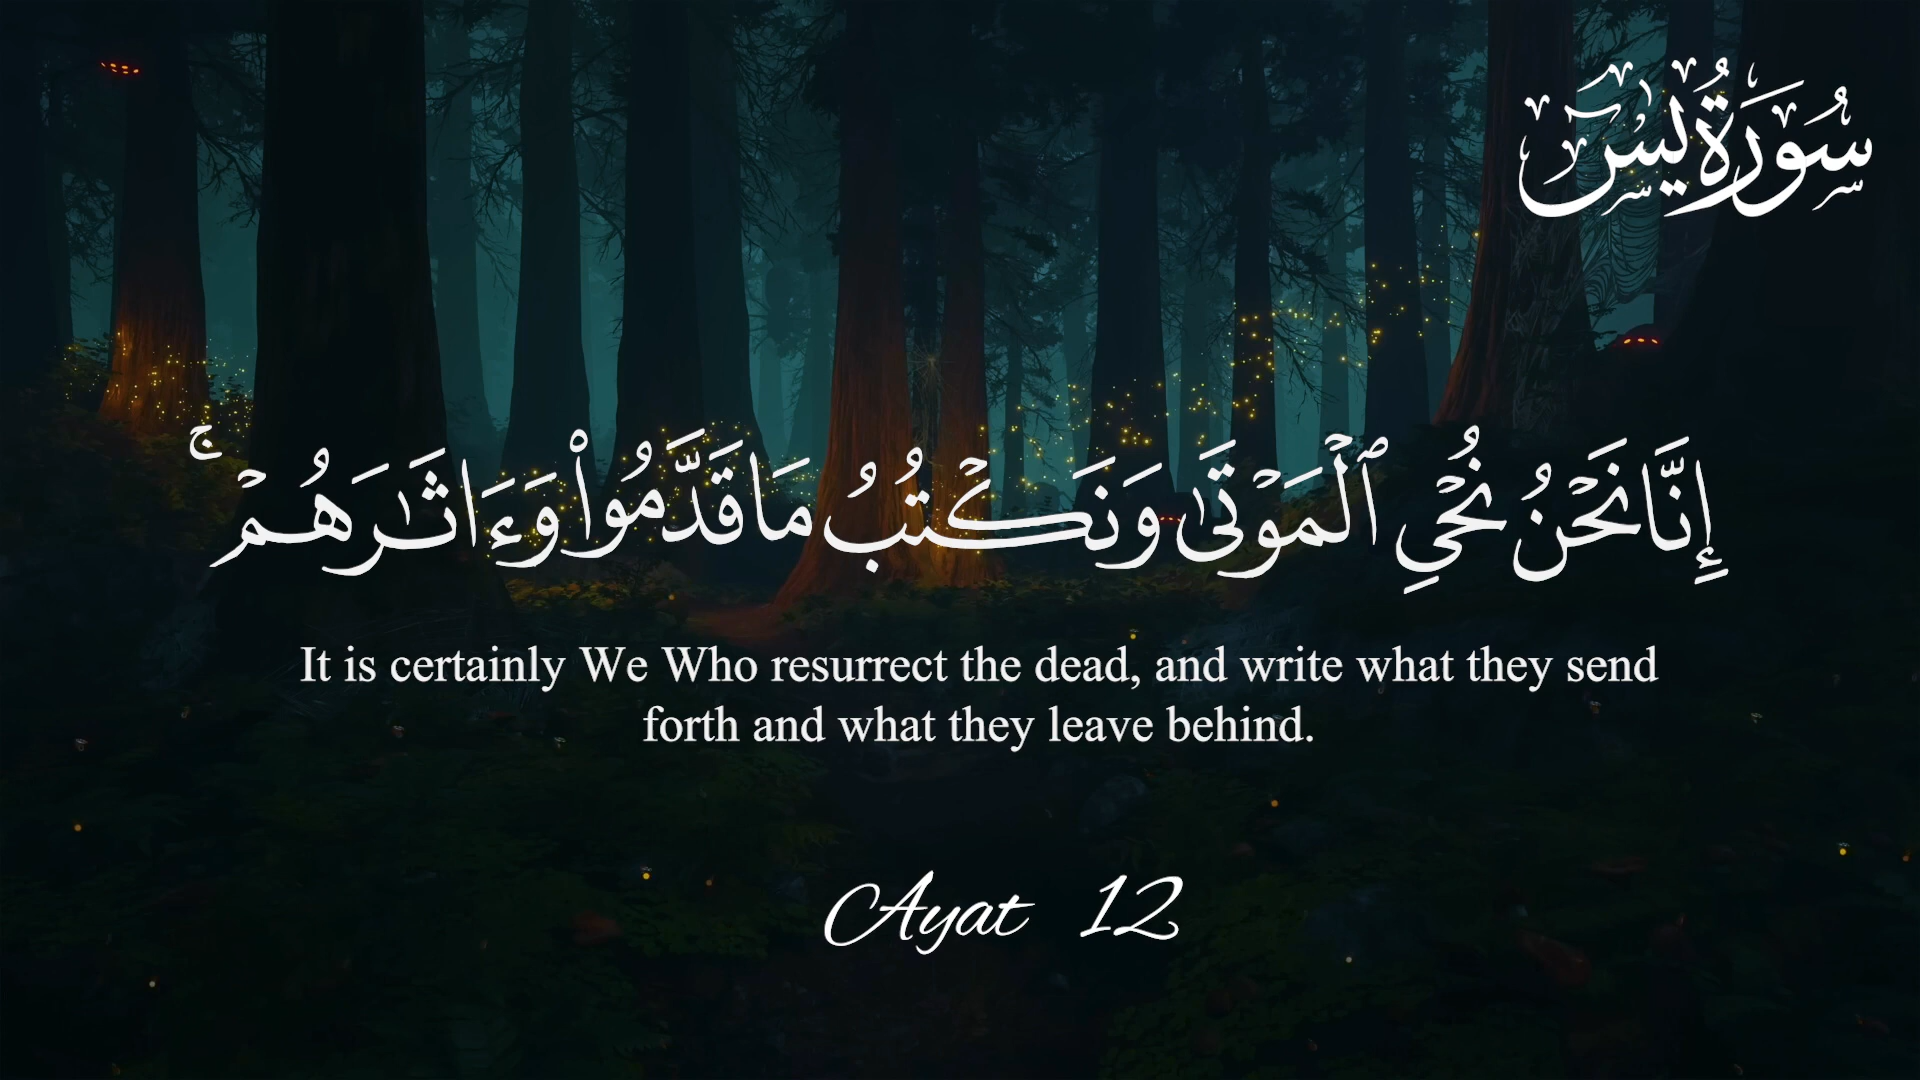 سُورَةُ يسٓ
إِنَّا نَحْنُ نُحْيِ ٱلْمَوْتَىٰ وَنَكْتُبُ مَا قَدَّمُوا۟ وَءَاثَـٰرَهُمْ ۚ
It is certainly We Who resurrect the dead, and write what they send
forth and what they leave behind.
Ayat 12